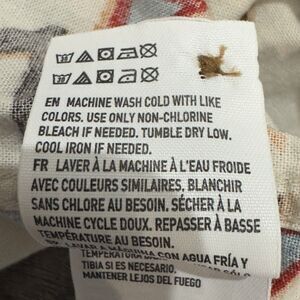 EN MACHINE WASH COLD WITH LIKE
COLORS. USE ONLY NON-CHLORINE
BLEACH IF NEEDED. TUMBLE DRY LOW.
COOL IRON IF NEEDED.
FR LAVER À LA MACHINE À L'EAU FROIDE
AVEC COULEURS SIMILAIRES, BLANCHIR
SANS CHLORE AU BESOIN. SÉCHER À LA
MACHINE CYCLE DOUX. REPASSER À BASSE
TEMPÉRATURE AU BESOIN.
LAVAR A MÁQUINA CON AGUA FRÍA Y
TEMPERATURA
SÓLO
TIBIA SI ES NECESARIO.
MANTENER LEJOS DEL FUEGO